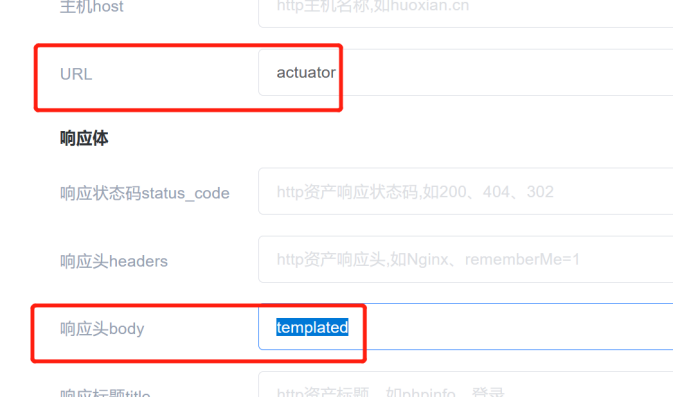 主机host
http主机名称,如huoxian.cn
URL
actuator
响应体
响应状态码status_code
http资产响应状态码,如200、404、302
响应头headers
http资产响应头,如Nginx、rememberMe=1
响应头body
templated
响应标题title
http资产标题，如phpinfo、登录